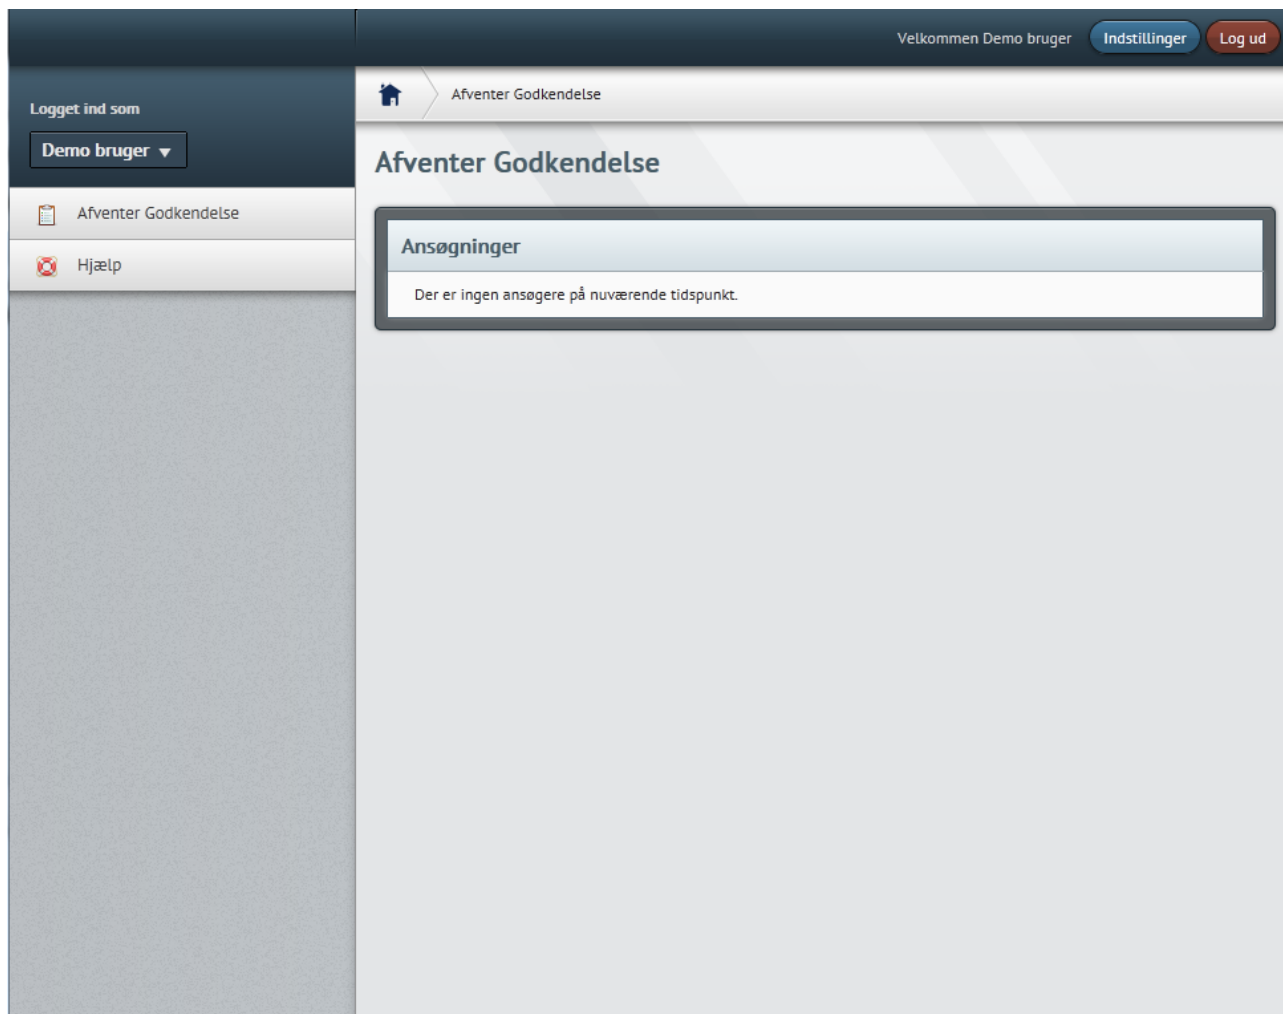 Velkommen Demo bruger
Indstillinger
Log ud
Logget ind som
Demo bruger
Afventer Godkendelse
Hjælp
Afventer Godkendelse
Afventer Godkendelse
Ansøgninger
Der er ingen ansøgere på nuværende tidspunkt.